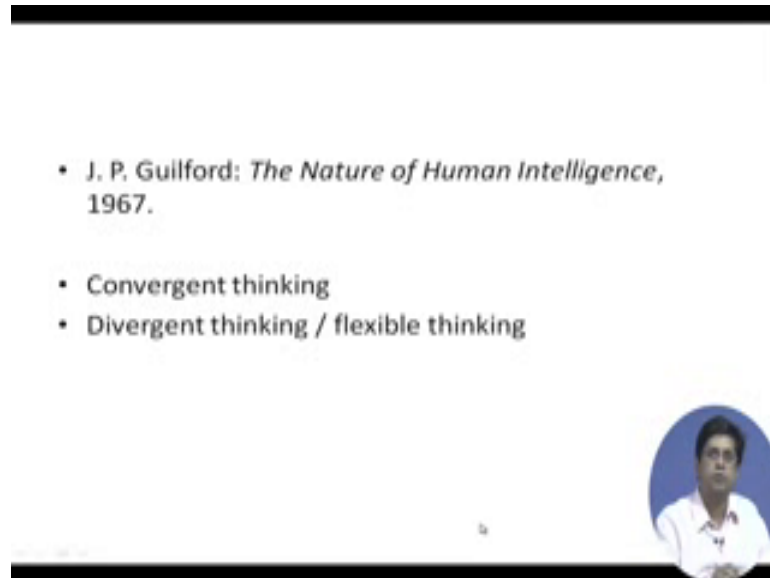 • J. P. Guilford: The Nature of Human Intelligence,
1967.
• Convergent thinking
• Divergent thinking / flexible thinking